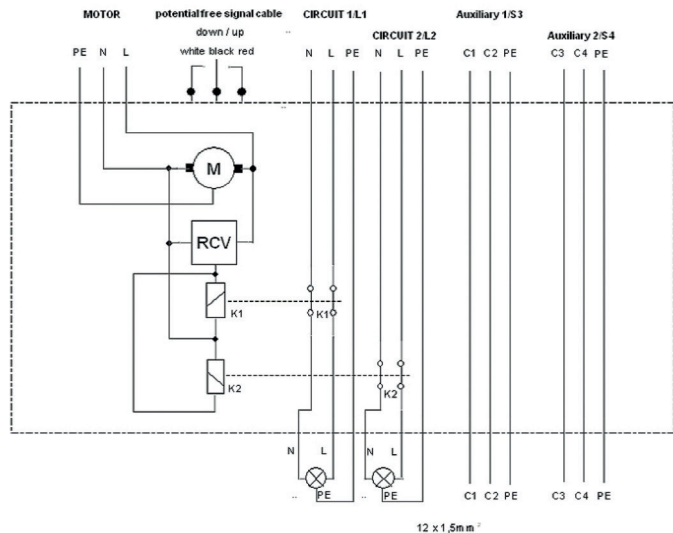 MOTOR
potential free signal cable
CIRCUIT 1/L1
Auxiliary 1/S3
down / up
CIRCUIT 2/L2
Auxiliary 2/S4
PE N L
white black red
N L PE
N L PE
C1 C2 PE
C3 C4 PE
M
RCV
K1
K1
K2
K2
N L
N L
PE
PE
C1 C2 PE
C3 C4 PE
12 x 1,5mm²